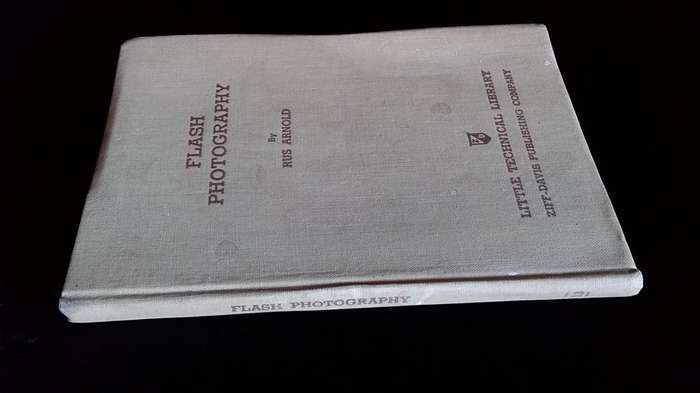 FLASH
PHOTOGRAPHY
By
RUS ARNOLD
LITTLE TECHNICAL LIBRARY
ZIFF-DAVIS PUBLISHING COMPANY
FLASH PHOTOGRAPHY